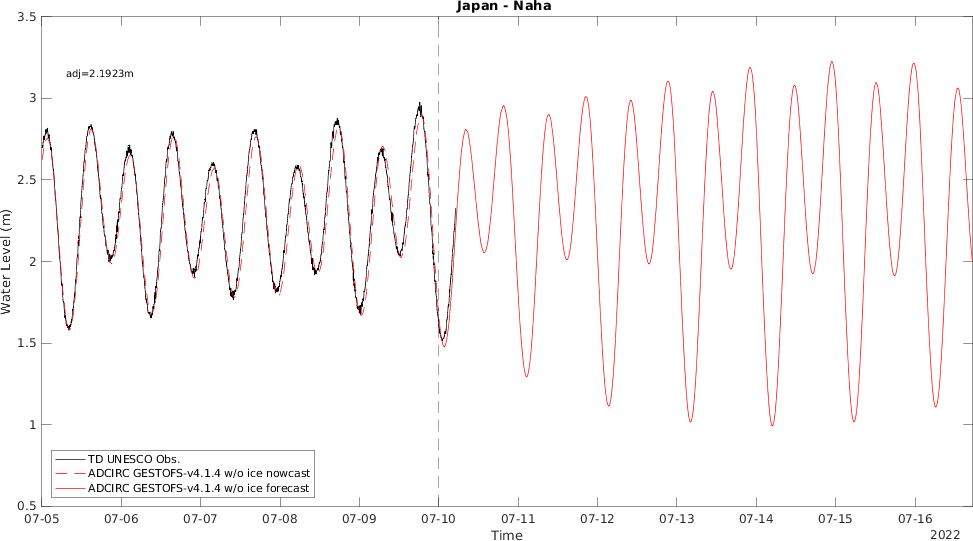 Japan - Naha
3.5
adj=2.1923m
3
2.5
2
1.5
1
0.5
Water Level (m)
TD UNESCO Obs.
ADCIRC GESTOFS-v4.1.4 w/o ice nowcast
ADCIRC GESTOFS-v4.1.4 w/o ice forecast
07-05 07-06 07-07 07-08 07-09 07-10 07-11 07-12 07-13 07-14 07-15 07-16
Time
2022